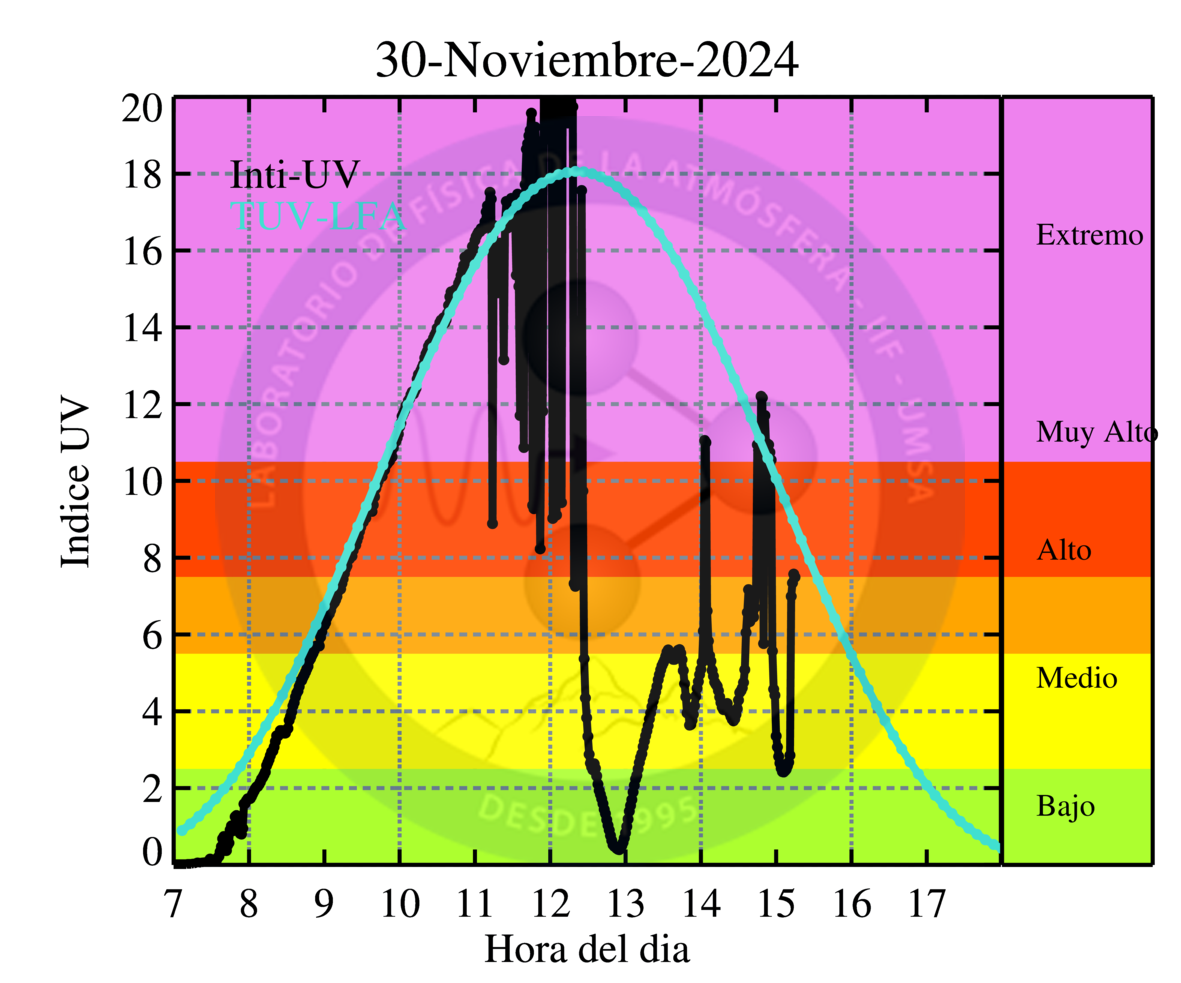 30-Noviembre-2024
Indice UV
20
18
16
14
12
10
8
6
4
2
0
Inti-UV
TUV-LFA
LABORATORIO DE FÍSICA DE LA ATMÓSFERA - IIF - UMSA
DESDE 1995
Extremo
Muy Alto
Alto
Medio
Bajo
7 8 9 10 11 12 13 14 15 16 17
Hora del dia